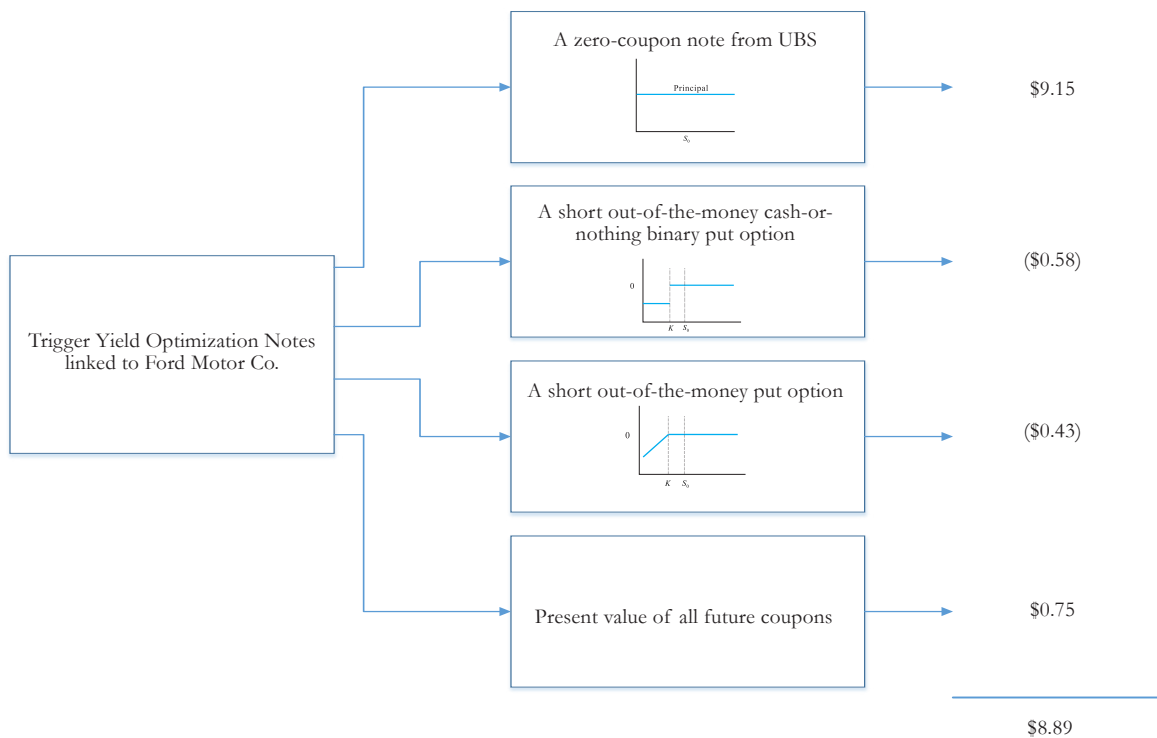 A zero-coupon note from UBS
Principal
S₀
$9.15
A short out-of-the-money cash-or-
nothing binary put option
0
K S₀
($0.58)
Trigger Yield Optimization Notes
linked to Ford Motor Co.
A short out-of-the-money put option
0
K S₀
($0.43)
Present value of all future coupons
$0.75
$8.89